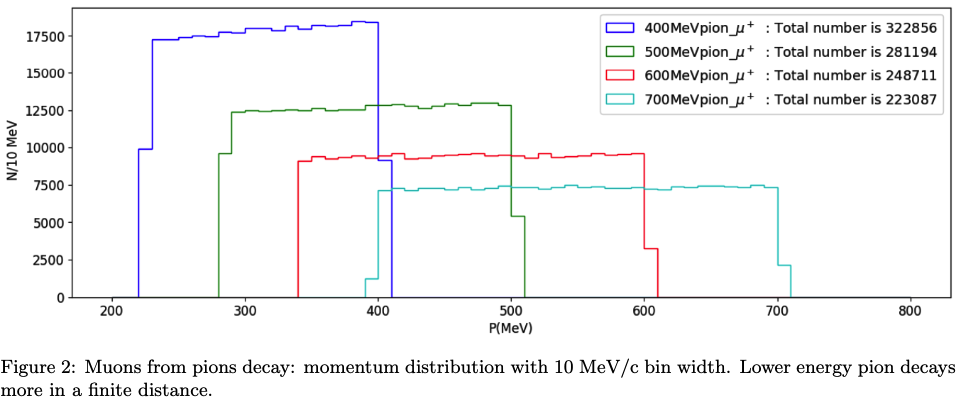 400MeVpion_μ⁺ : Total number is 322856
500MeVpion_μ⁺ : Total number is 281194
600MeVpion_μ⁺ : Total number is 248711
700MeVpion_μ⁺ : Total number is 223087
N/10 MeV
17500
15000
12500
10000
7500
5000
2500
0
200 300 400 500 600 700 800
P(MeV)
Figure 2: Muons from pions decay: momentum distribution with 10 MeV/c bin width. Lower energy pion decays
more in a finite distance.